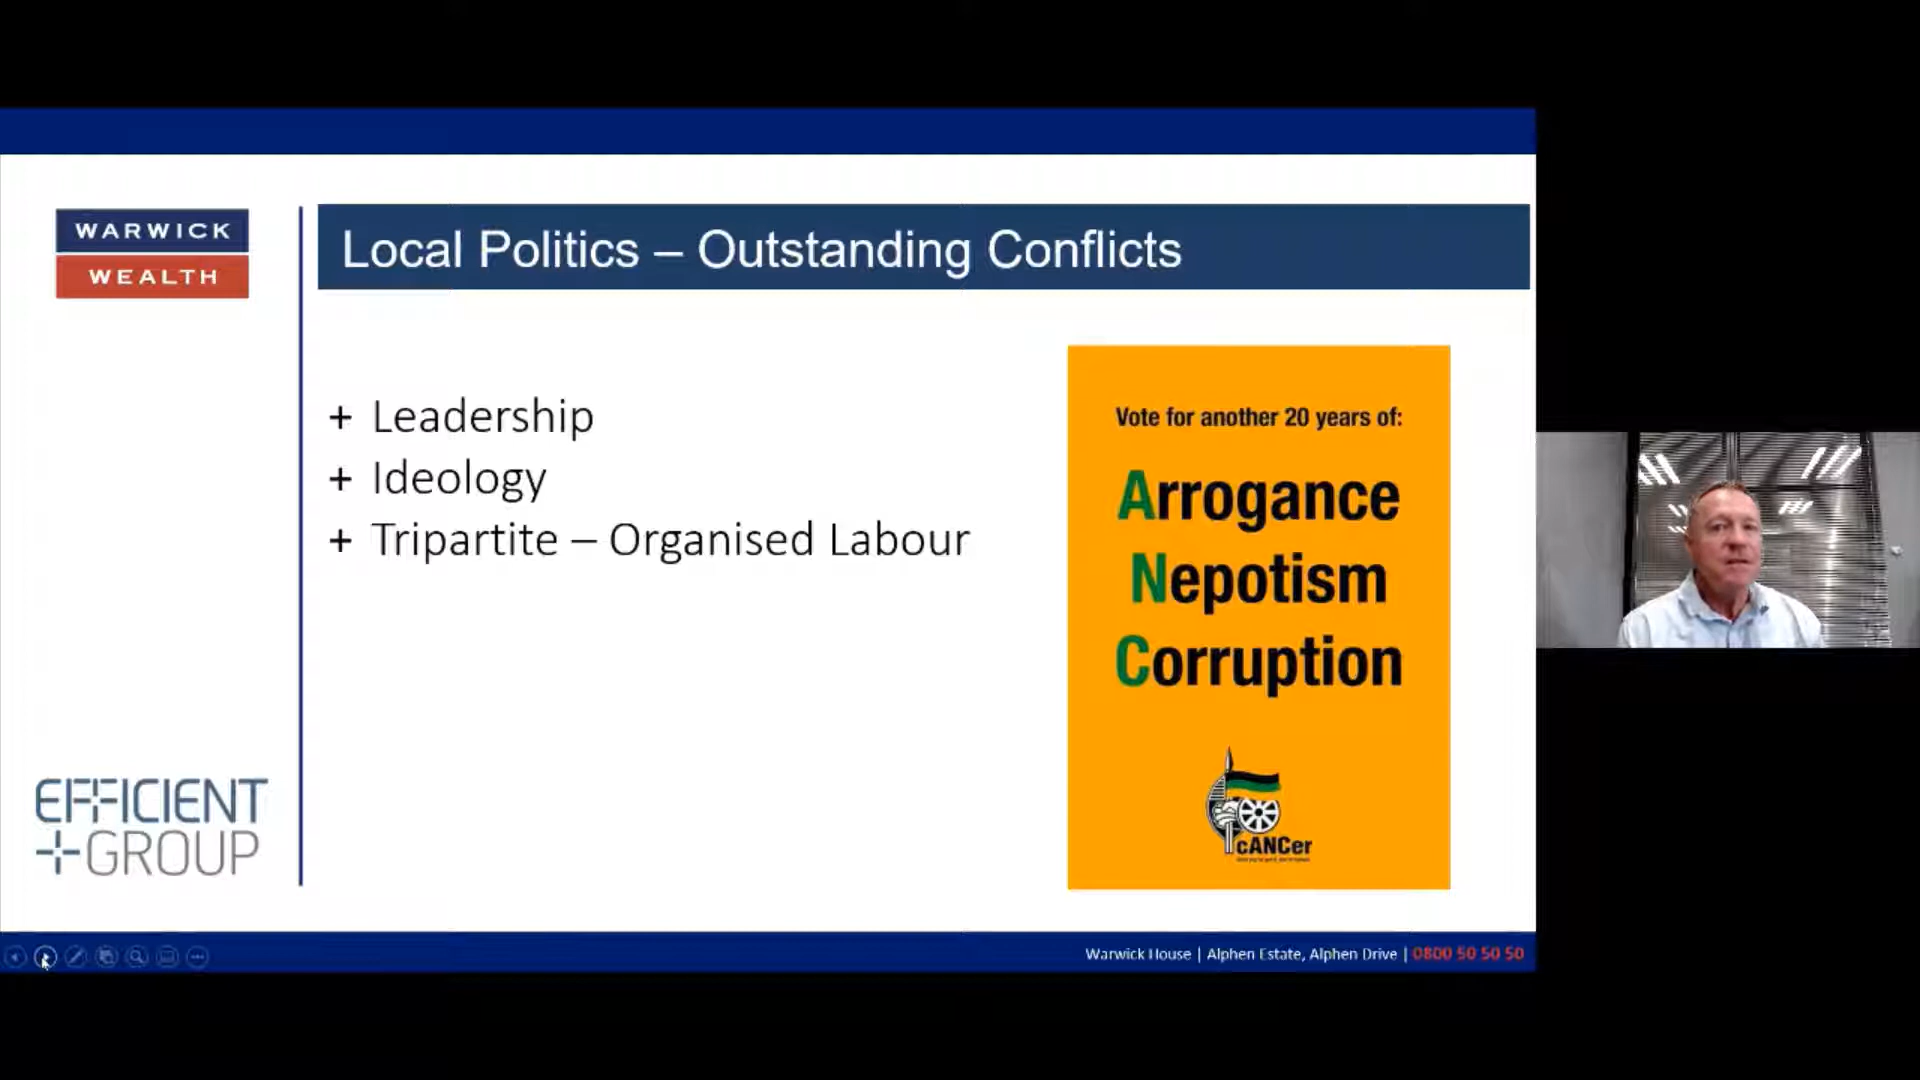 WARWICK
WEALTH
Local Politics – Outstanding Conflicts
+ Leadership
+ Ideology
+ Tripartite – Organised Labour
Vote for another 20 years of:
Arrogance
Nepotism
Corruption
cANCer
EFFICIENT
GROUP
Warwick House | Alphen Estate, Alphen Drive | 0800 50 50 50